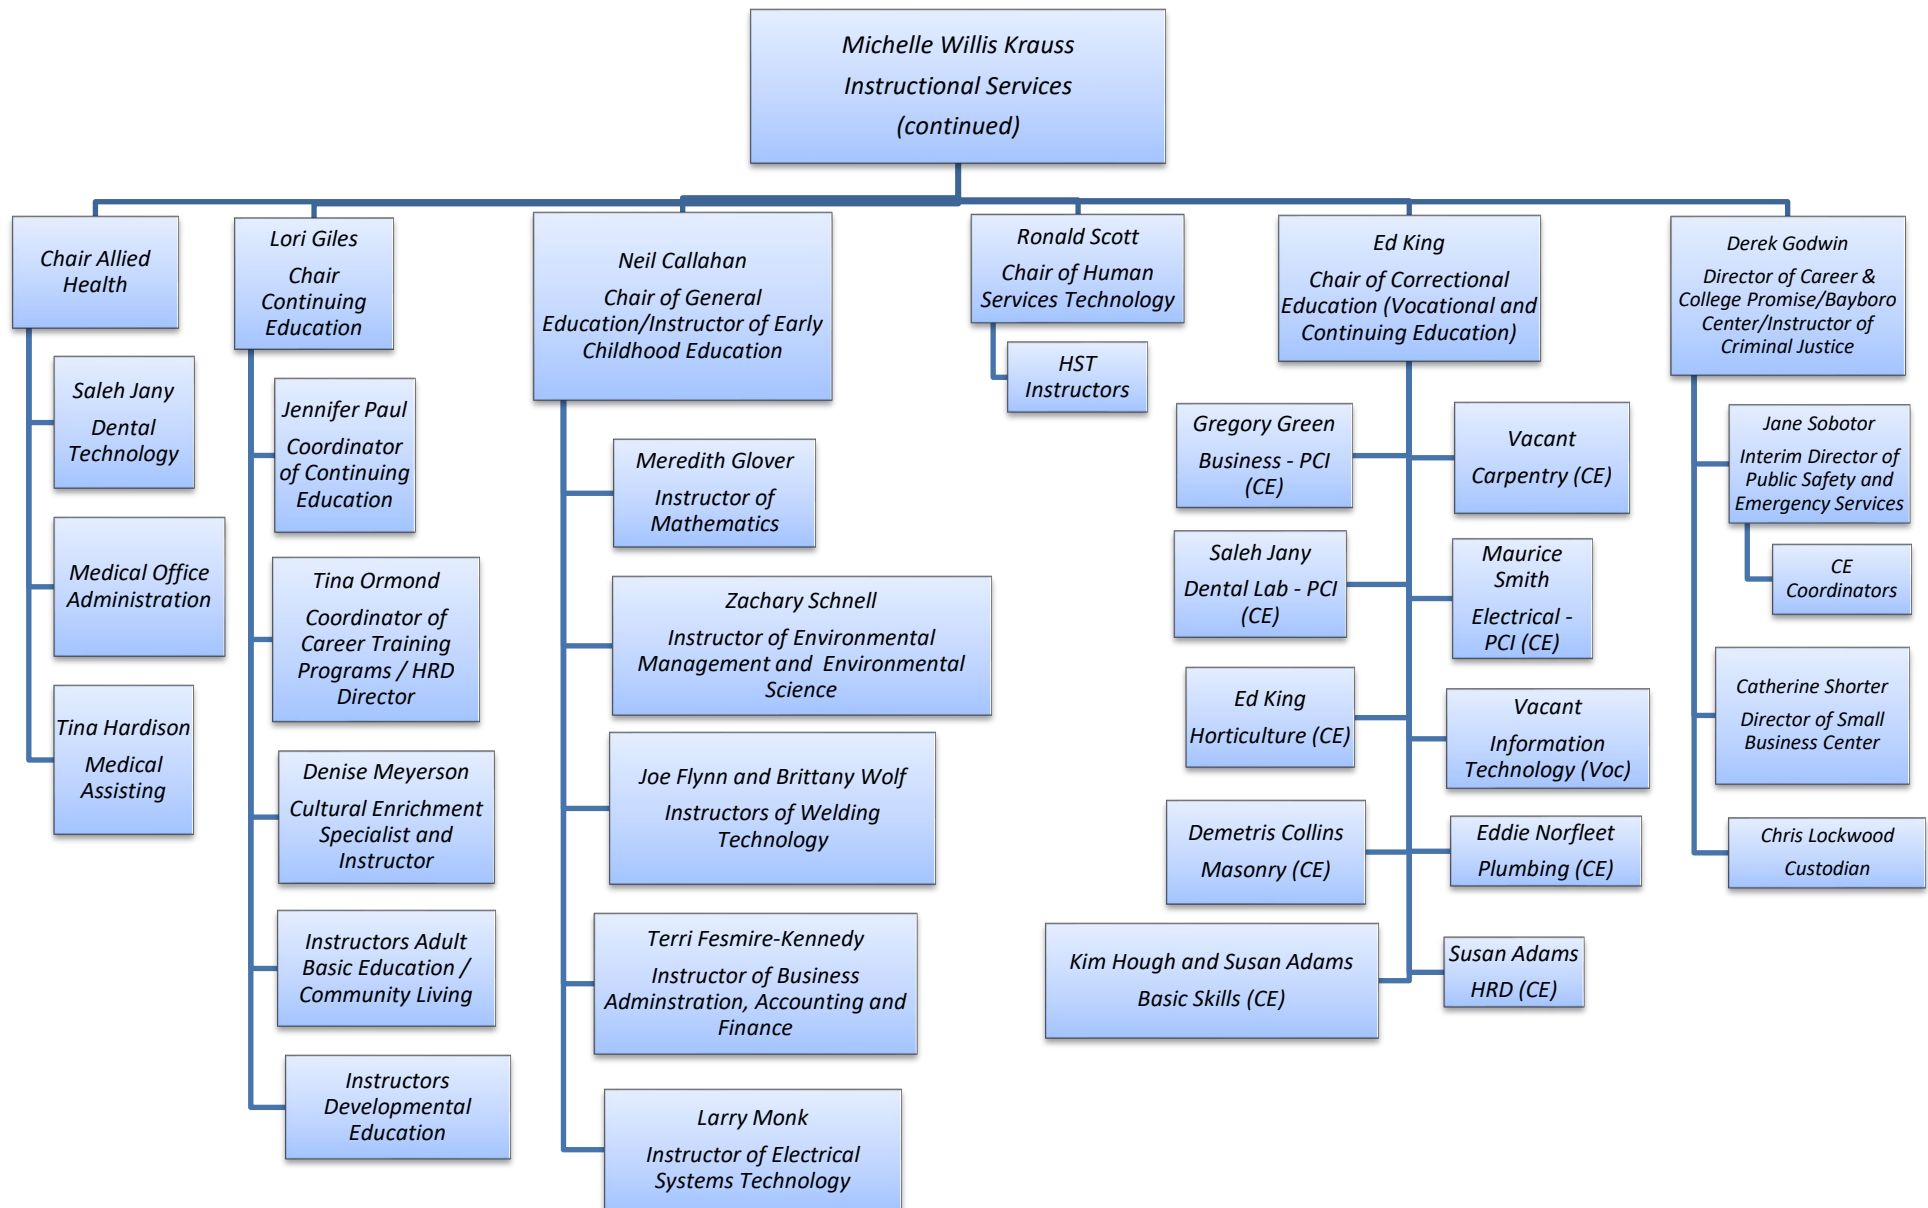 Michelle Willis Krauss
Instructional Services
(continued)
Chair Allied
Health
Saleh Jany
Dental
Technology
Medical Office
Administration
Tina Hardison
Medical
Assisting
Lori Giles
Chair
Continuing
Education
Jennifer Paul
Coordinator
of Continuing
Education
Tina Ormond
Coordinator of
Career Training
Programs / HRD
Director
Denise Meyerson
Cultural Enrichment
Specialist and
Instructor
Instructors Adult
Basic Education /
Community Living
Instructors
Developmental
Education
Neil Callahan
Chair of General
Education/Instructor of Early
Childhood Education
Meredith Glover
Instructor of
Mathematics
Zachary Schnell
Instructor of Environmental
Management and  Environmental
Science
Joe Flynn and Brittany Wolf
Instructors of Welding
Technology
Terri Fesmire-Kennedy
Instructor of Business
Adminstration, Accounting and
Finance
Larry Monk
Instructor of Electrical
Systems Technology
Ronald Scott
Chair of Human
Services Technology
HST
Instructors
Ed King
Chair of Correctional
Education (Vocational and
Continuing Education)
Gregory Green
Business - PCI
(CE)
Vacant
Carpentry (CE)
Saleh Jany
Dental Lab - PCI
(CE)
Maurice
Smith
Electrical -
PCI (CE)
Ed King
Horticulture (CE)
Vacant
Information
Technology (Voc)
Demetris Collins
Masonry (CE)
Eddie Norfleet
Plumbing (CE)
Kim Hough and Susan Adams
Basic Skills (CE)
Susan Adams
HRD (CE)
Derek Godwin
Director of Career &
College Promise/Bayboro
Center/Instructor of
Criminal Justice
Jane Sobotor
Interim Director of
Public Safety and
Emergency Services
CE
Coordinators
Catherine Shorter
Director of Small
Business Center
Chris Lockwood
Custodian